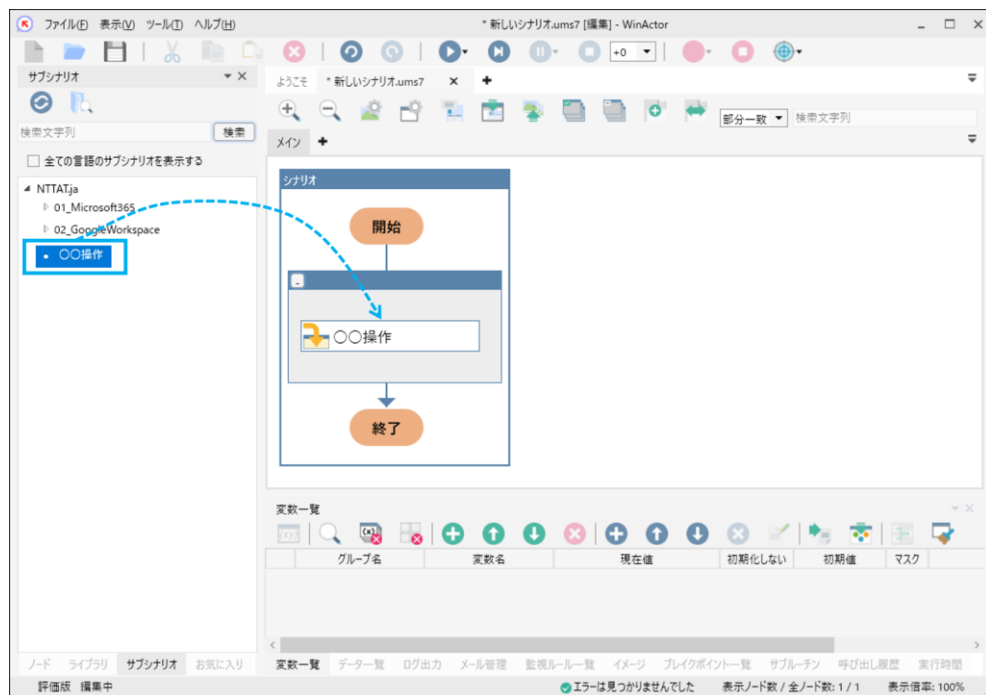 ファイル(F) 表示(V) ツール(T) ヘルプ(H)
* 新しいシナリオ.ums7 [編集] - WinActor
+0
サブシナリオ
ようこそ
* 新しいシナリオ.ums7
検索文字列
検索
部分一致
検索文字列
全ての言語のサブシナリオを表示する
メイン
NTTAT.ja
01_Microsoft365
02_GoogleWorkspace
〇〇操作
シナリオ
開始
〇〇操作
終了
変数一覧
グループ名 変数名 現在値 初期化しない 初期値 マスク
ノード ライブラリ サブシナリオ お気に入り
変数一覧 データ一覧 ログ出力 メール管理 監視ルール一覧 イメージ ブレイクポイント一覧 サブルーチン 呼び出し履歴 実行時間
評価版 編集中
エラーは見つかりませんでした
表示ノード数 / 全ノード数: 1 / 1
表示倍率: 100%